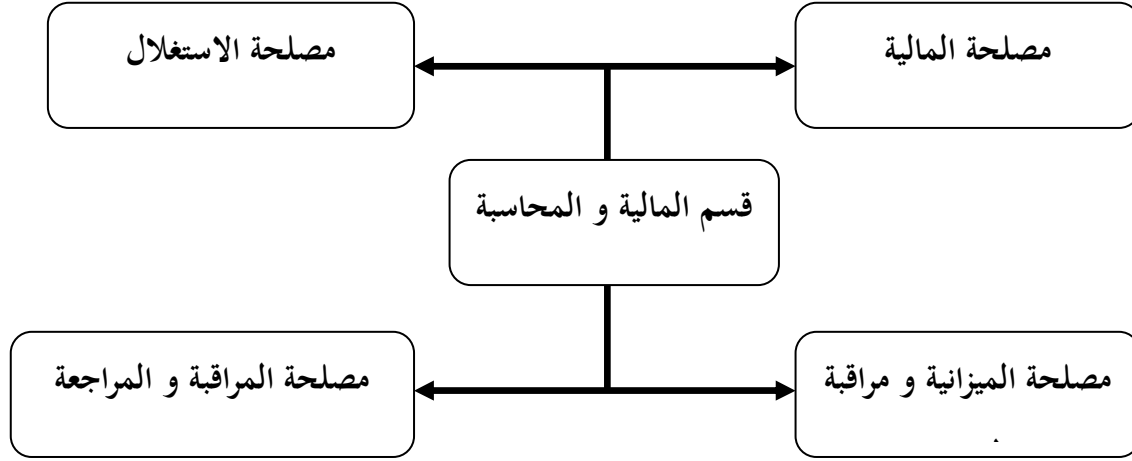 مصلحة المالية
مصلحة الاستغلال
قسم المالية و المحاسبة
مصلحة الميزانية و مراقبة
مصلحة المراقبة و المراجعة